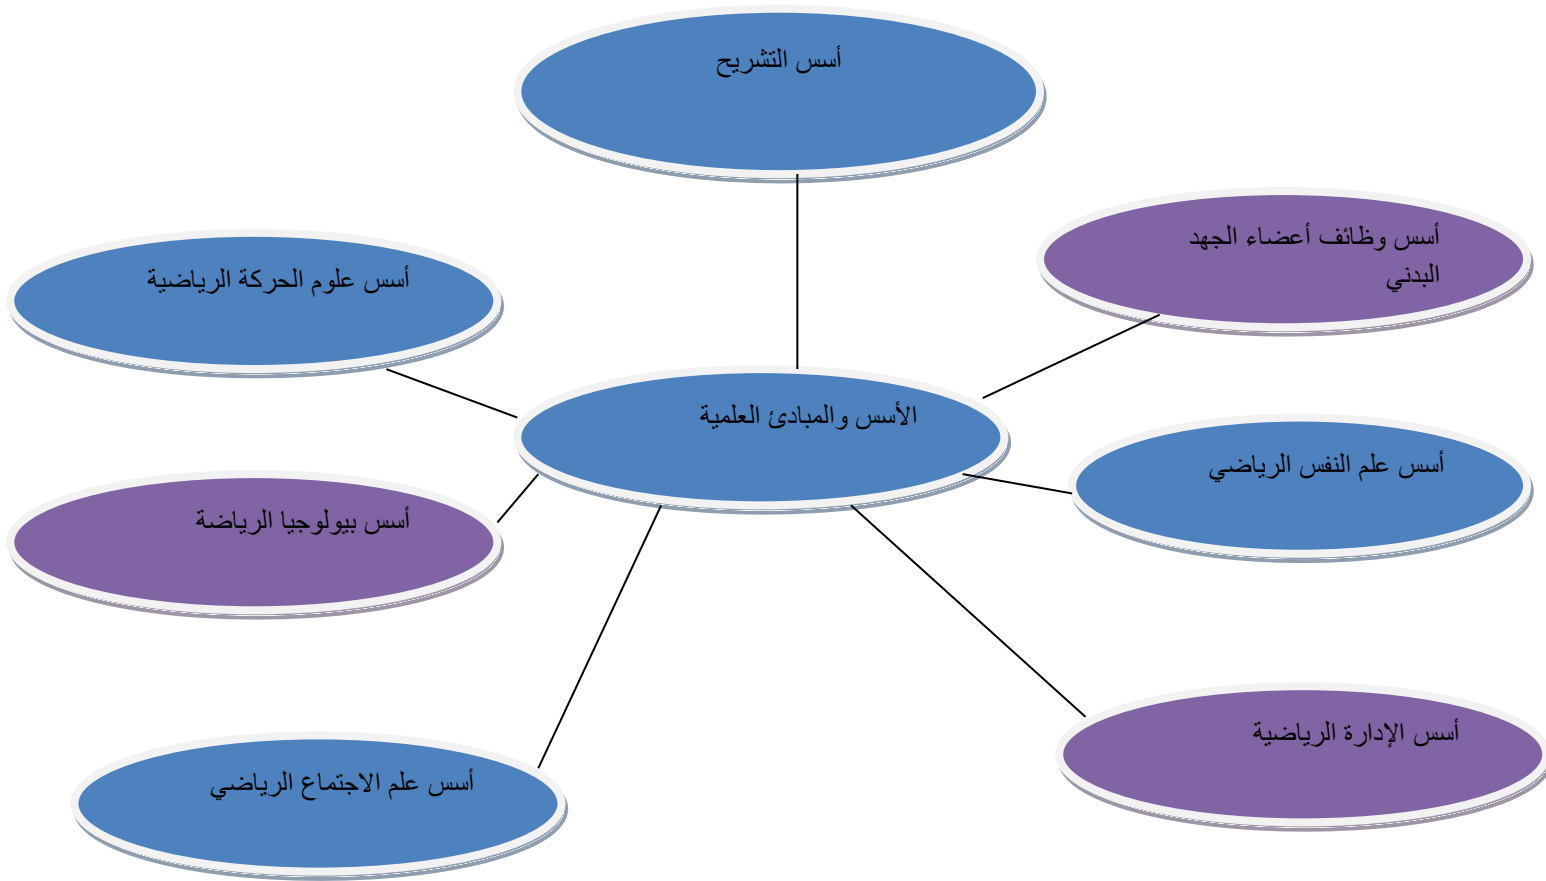 أسس التشريح
أسس وظائف أعضاء الجهد
البدني
أسس علوم الحركة الرياضية
الأسس والمبادئ العلمية
أسس علم النفس الرياضي
أسس بيولوجيا الرياضة
أسس الإدارة الرياضية
أسس علم الاجتماع الرياضي